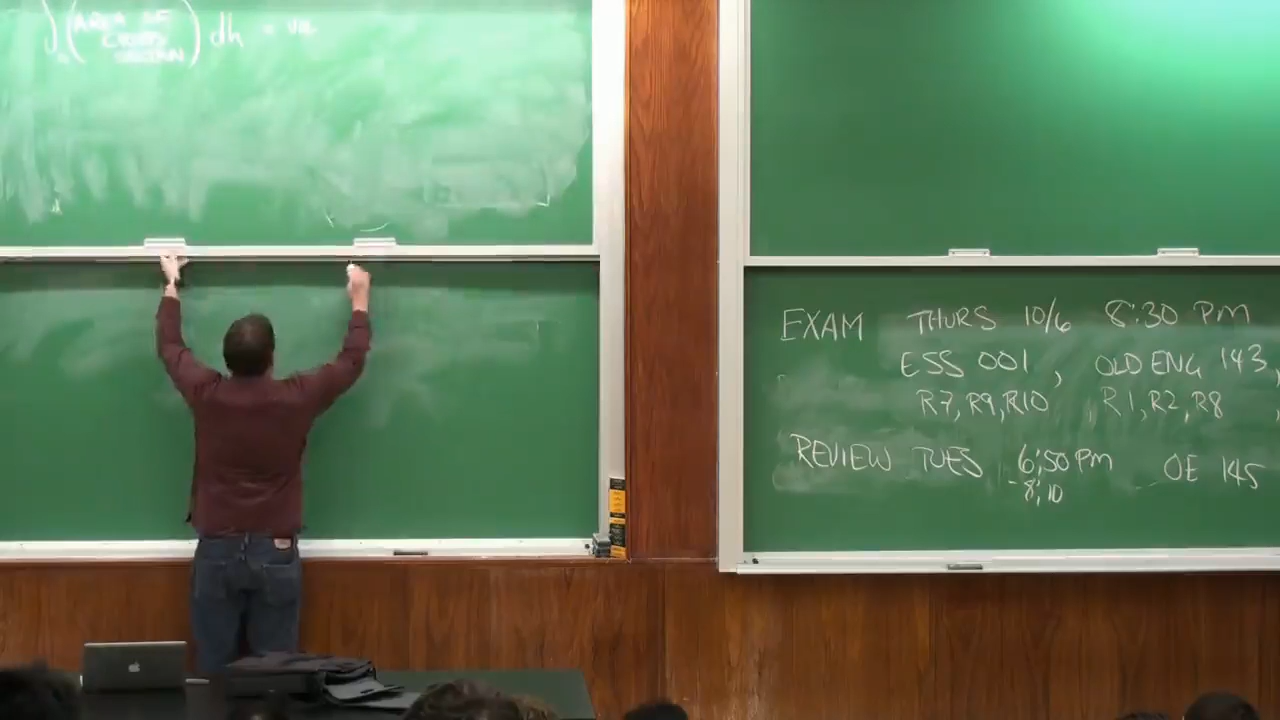 ∫(AREA OF CROSS SECTION) dh =
EXAM THURS 10/6 8:30 PM
ESS 001, OLD ENG 143,
R7, R9, R10 R1, R2, R8
REVIEW TUES 6:50 PM OE 145
-8:10